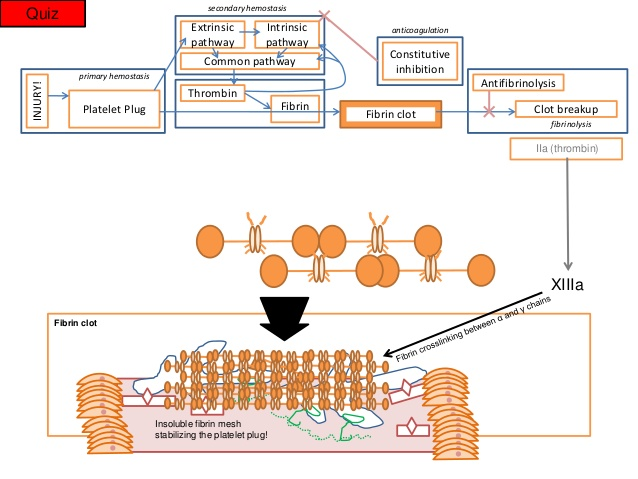 Quiz
secondary hemostasis
Extrinsic
pathway
Intrinsic
pathway
Common pathway
anticoagulation
Constitutive
inhibition
primary hemostasis
INJURY!
Platelet Plug
Thrombin
Fibrin
Fibrin clot
Antifibrinolysis
Clot breakup
fibrinolysis
IIa (thrombin)
XIIIa
Fibrin crosslinking between α and γ chains
Fibrin clot
Insoluble fibrin mesh
stabilizing the platelet plug!